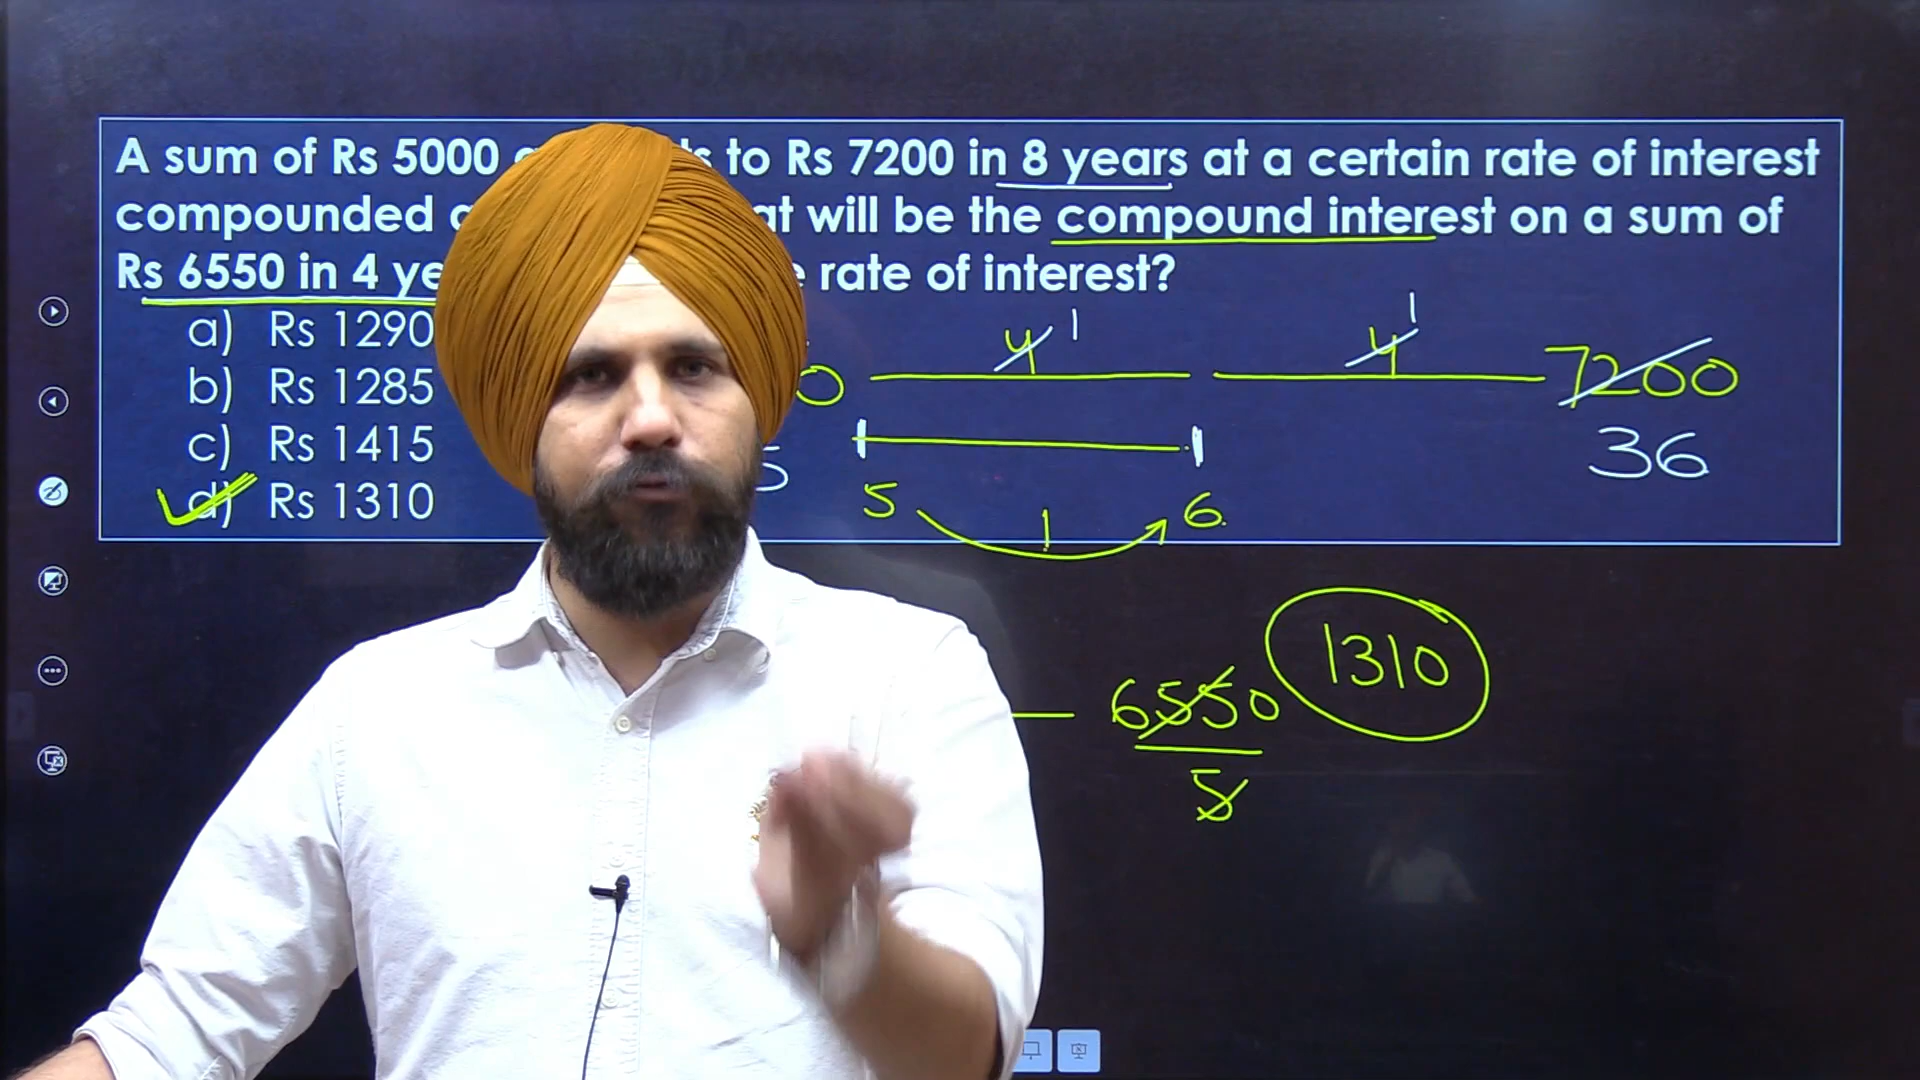 A sum of Rs 5000 to Rs 7200 in 8 years at a certain rate of interest
compounded will be the compound interest on a sum of
Rs 6550 in 4 rate of interest?
a) Rs 1290
b) Rs 1285
c) Rs 1415
d) Rs 1310
0 4 1 4 1 7200
5 36
5 1 6
6550 1310
5